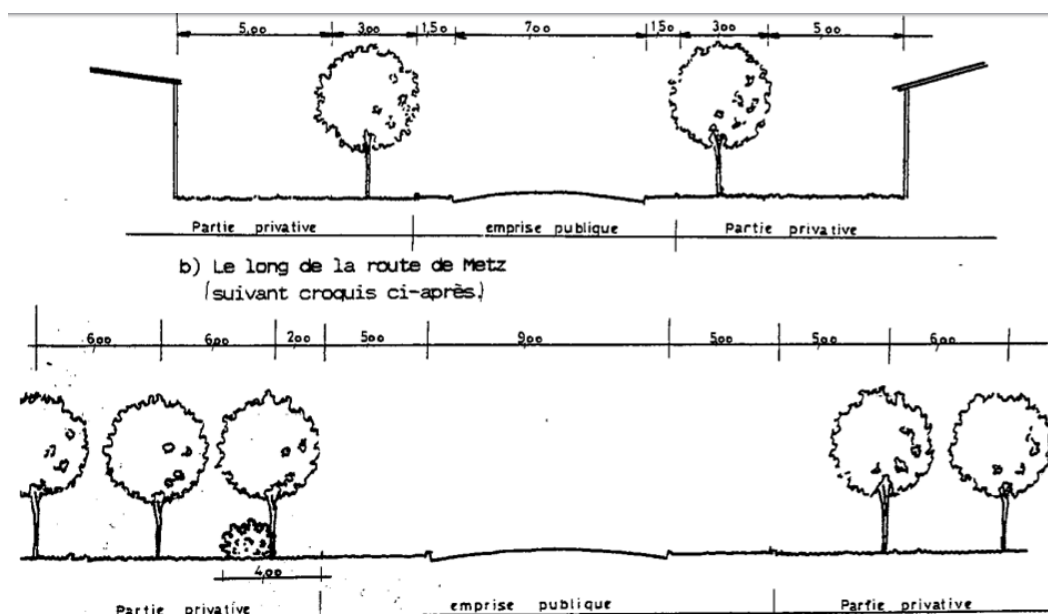 5,00 3,00 1,50 7,00 1,50 3,00 5,00
Partie privative emprise publique Partie privative
b) Le long de la route de Metz
(suivant croquis ci-après.)
6,00 6,00 2,00 5,00 9,00 5,00 5,00 6,00
4,00
Partie privative emprise publique Partie privative